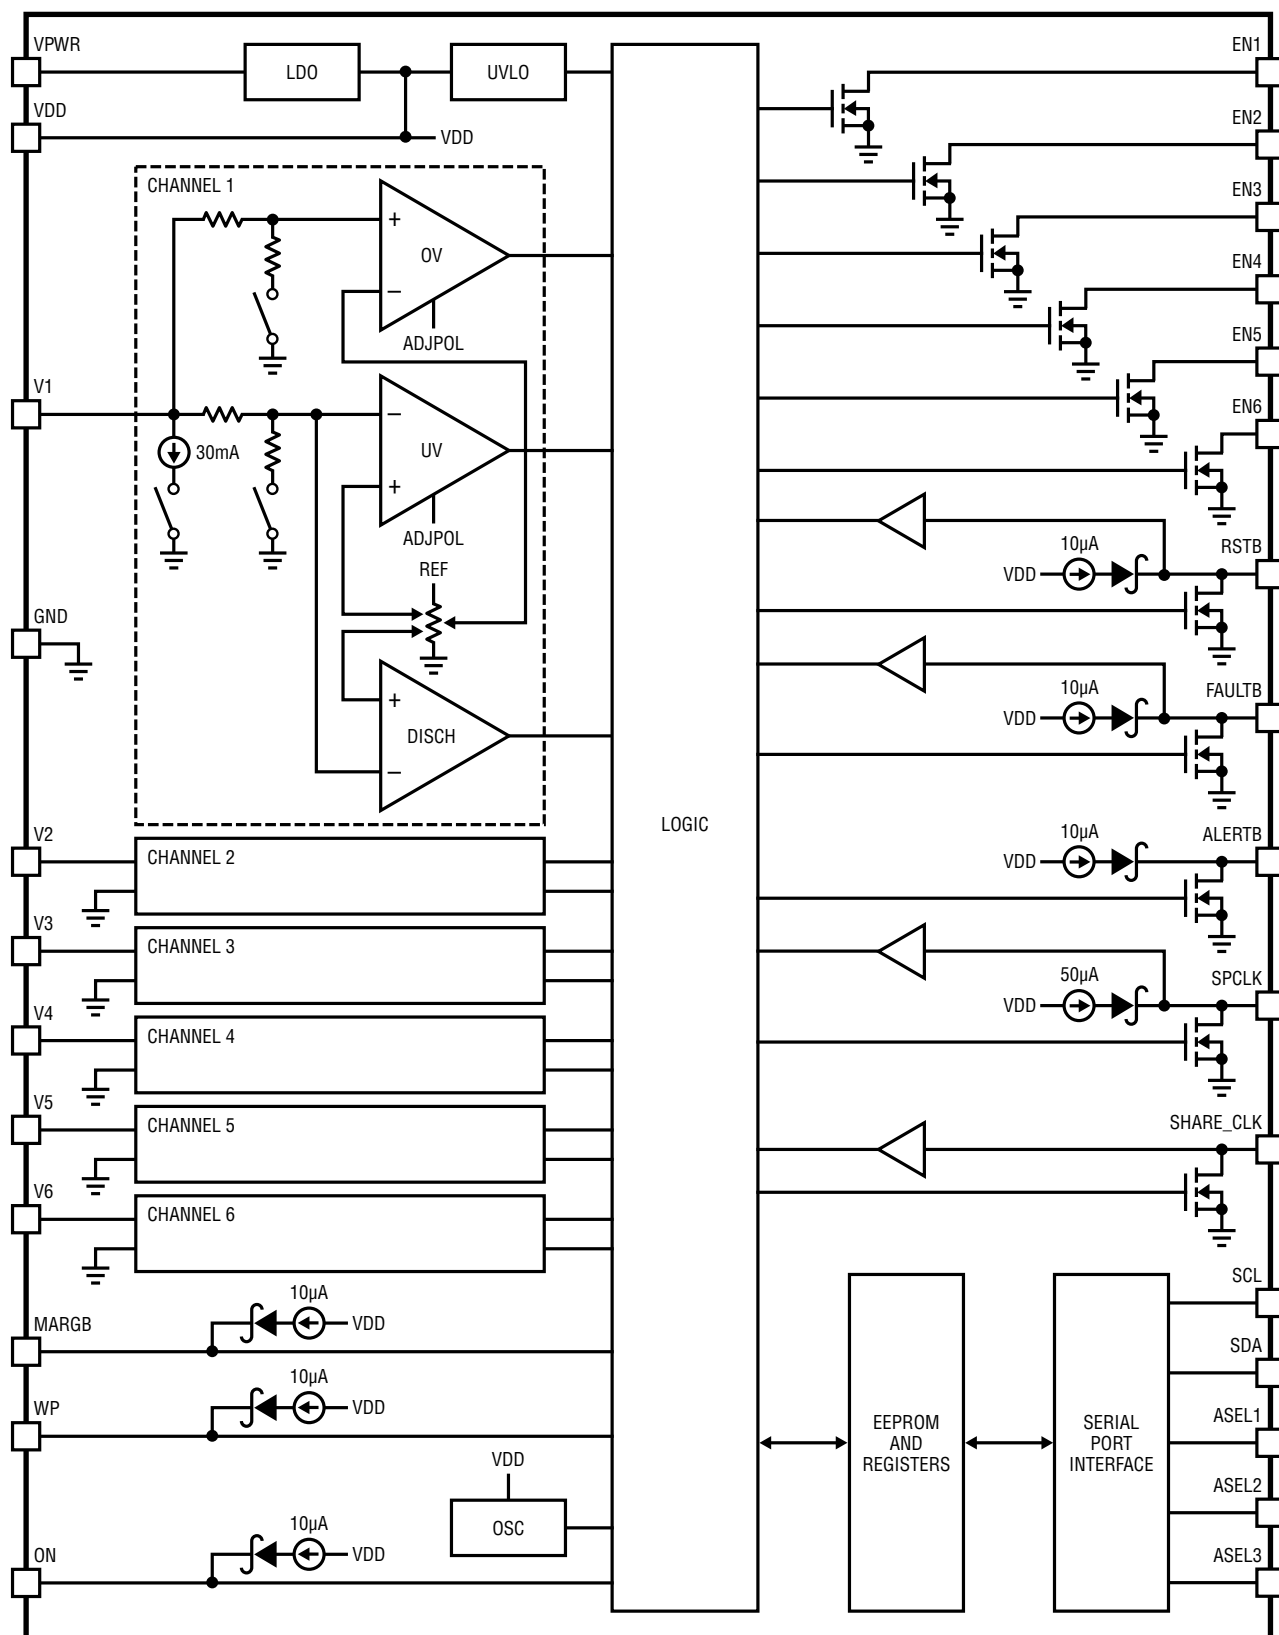 VPWR
LDO
UVLO
VDD
VDD
CHANNEL 1
+
OV
–
ADJPOL
V1
–
UV
+
30mA
ADJPOL
REF
GND
+
DISCH
–
V2
CHANNEL 2
V3
CHANNEL 3
V4
CHANNEL 4
V5
CHANNEL 5
V6
CHANNEL 6
MARGB
10µA
VDD
WP
10µA
VDD
VDD
OSC
ON
10µA
VDD
LOGIC
EN1
EN2
EN3
EN4
EN5
EN6
10µA
VDD
RSTB
10µA
VDD
FAULTB
10µA
VDD
ALERTB
50µA
VDD
SPCLK
SHARE_CLK
EEPROM
AND
REGISTERS
SERIAL
PORT
INTERFACE
SCL
SDA
ASEL1
ASEL2
ASEL3